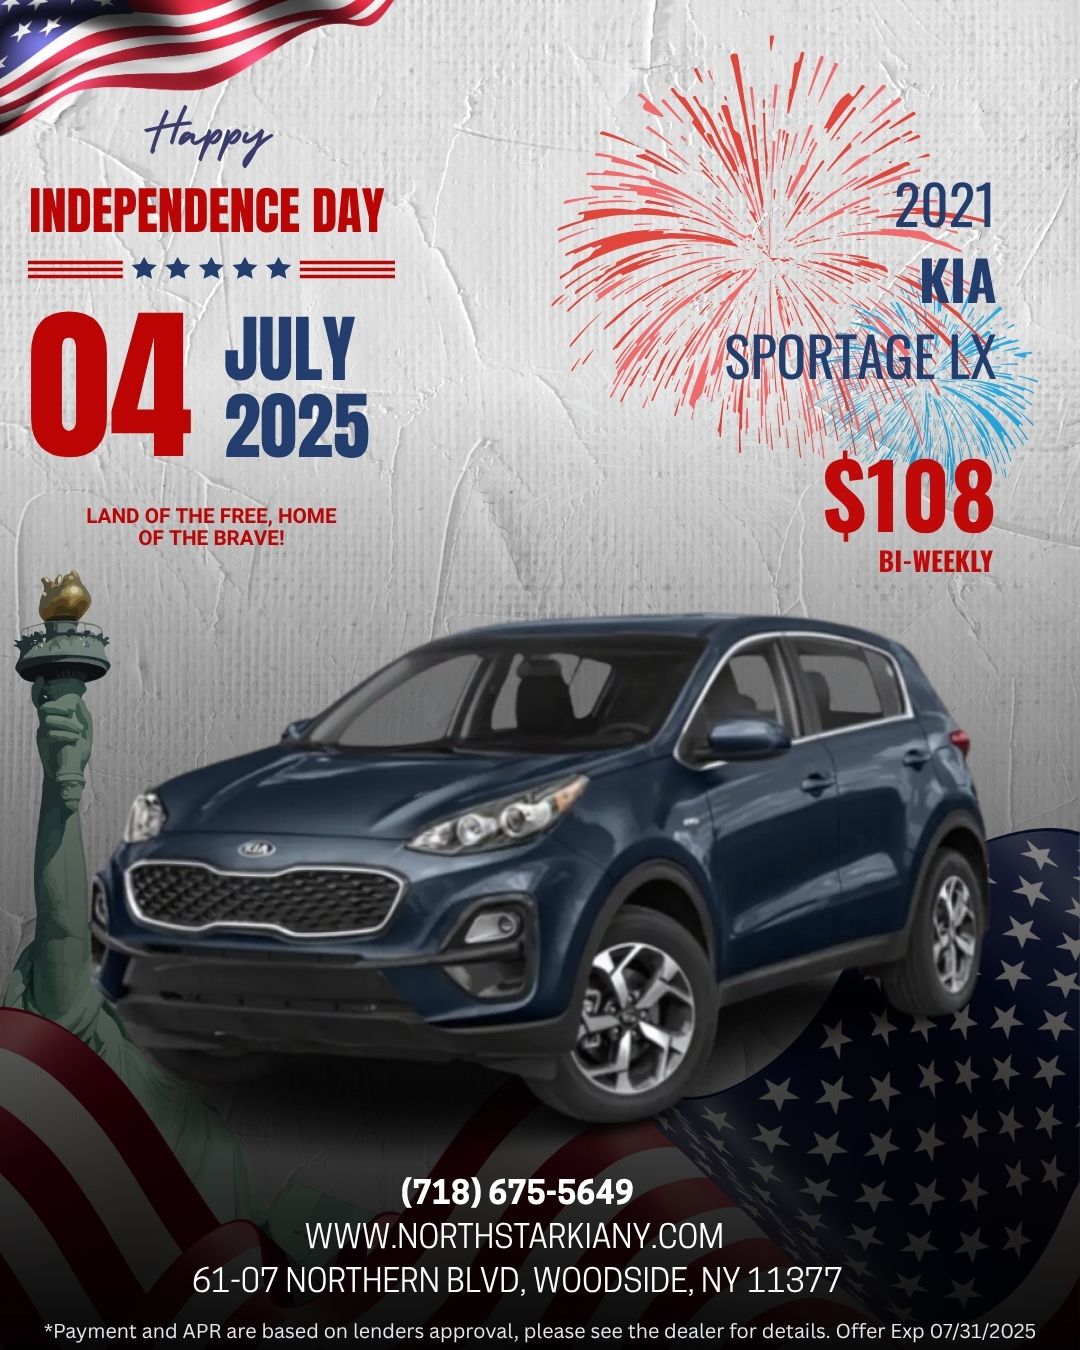 Happy
INDEPENDENCE DAY
04
JULY
2025
LAND OF THE FREE, HOME
OF THE BRAVE!
2021
KIA
SPORTAGE LX
$108
BI-WEEKLY
KIA
(718) 675-5649
WWW.NORTHSTARKIANY.COM
61-07 NORTHERN BLVD, WOODSIDE, NY 11377
*Payment and APR are based on lenders approval, please see the dealer for details. Offer Exp 07/31/2025